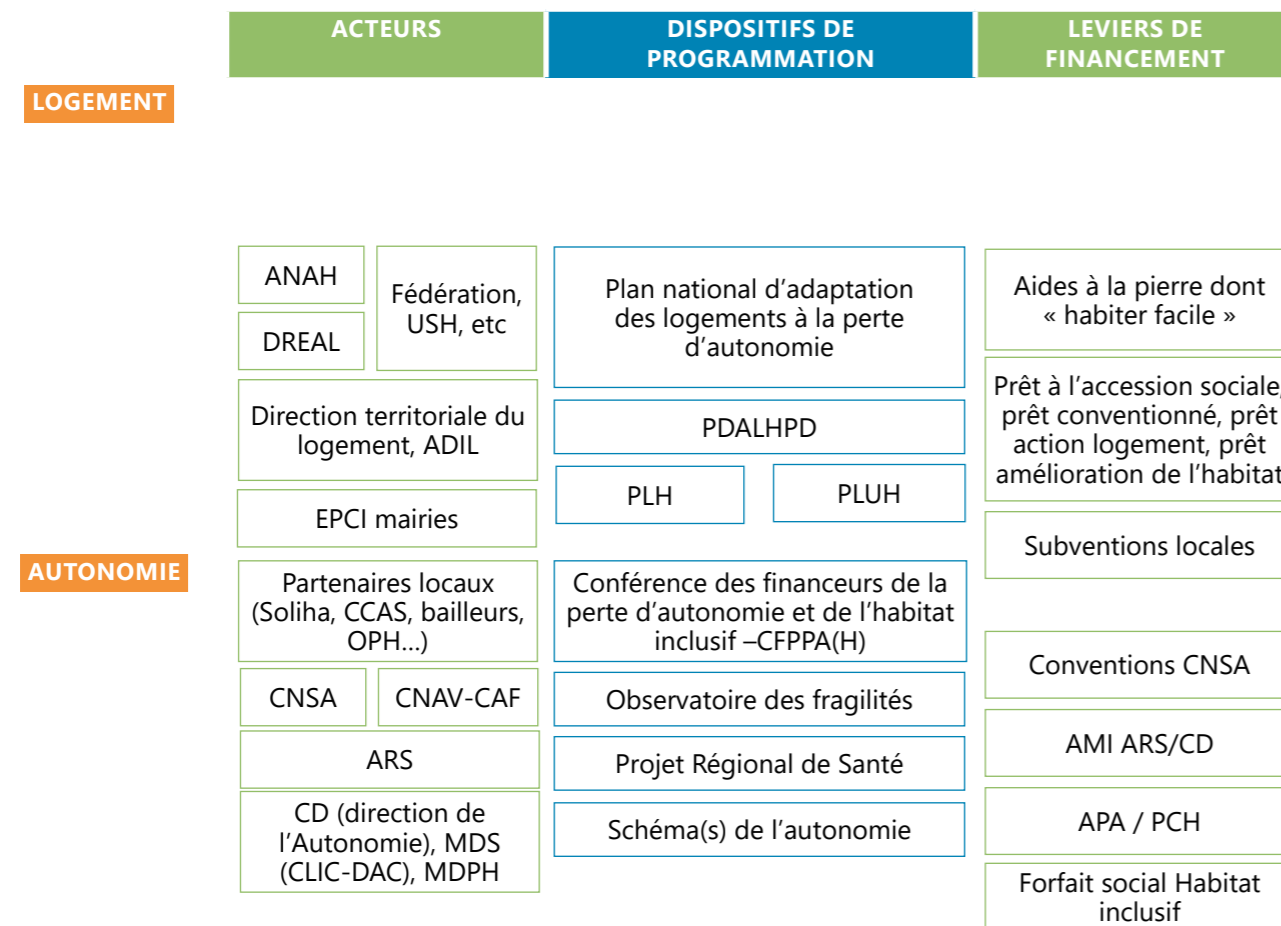 ACTEURS
DISPOSITIFS DE
PROGRAMMATION
LEVIERS DE
FINANCEMENT
LOGEMENT
ANAH
DREAL
Fédération,
USH, etc
Direction territoriale du
logement, ADIL
EPCI mairies
Plan national d’adaptation
des logements à la perte
d’autonomie
PDALHPD
PLH
PLUH
Aides à la pierre dont
« habiter facile »
Prêt à l’accession sociale,
prêt conventionné, prêt
action logement, prêt
amélioration de l’habitat
Subventions locales
AUTONOMIE
Partenaires locaux
(Soliha, CCAS, bailleurs,
OPH...)
CNSA
CNAV-CAF
ARS
CD (direction de
l’Autonomie), MDS
(CLIC-DAC), MDPH
Conférence des financeurs de la
perte d’autonomie et de l’habitat
inclusif –CFPPA(H)
Observatoire des fragilités
Projet Régional de Santé
Schéma(s) de l’autonomie
Conventions CNSA
AMI ARS/CD
APA / PCH
Forfait social Habitat
inclusif